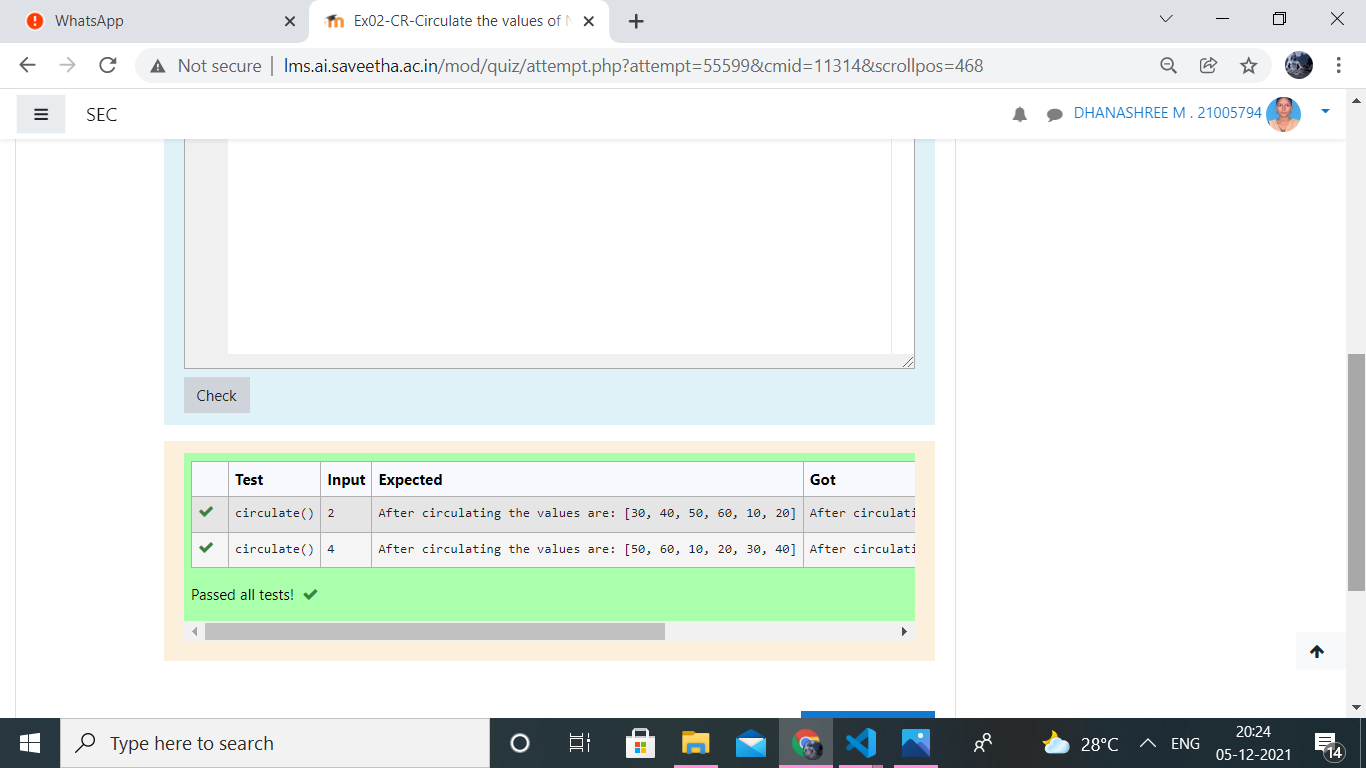 WhatsApp
Ex02-CR-Circulate the values of N
Not secure | lms.ai.saveetha.ac.in/mod/quiz/attempt.php?attempt=55599&cmid=11314&scrollpos=468
SEC
DHANASHREE M . 21005794
Check
Test Input Expected Got
circulate() 2 After circulating the values are: [30, 40, 50, 60, 10, 20] After circulati
circulate() 4 After circulating the values are: [50, 60, 10, 20, 30, 40] After circulati
Passed all tests!
Type here to search
28°C
ENG
20:24
05-12-2021
14